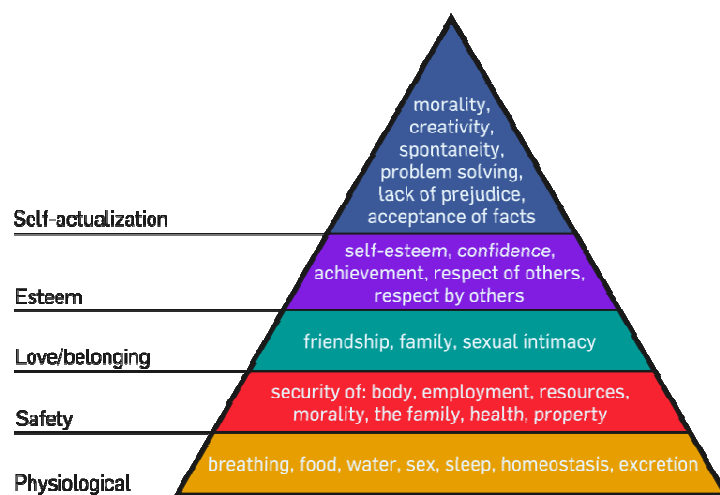 morality,
creativity,
spontaneity,
problem solving,
lack of prejudice,
acceptance of facts
Self-actualization
self-esteem, confidence,
achievement, respect of others,
respect by others
Esteem
friendship, family, sexual intimacy
Love/belonging
security of: body, employment, resources,
morality, the family, health, property
Safety
breathing, food, water, sex, sleep, homeostasis, excretion
Physiological